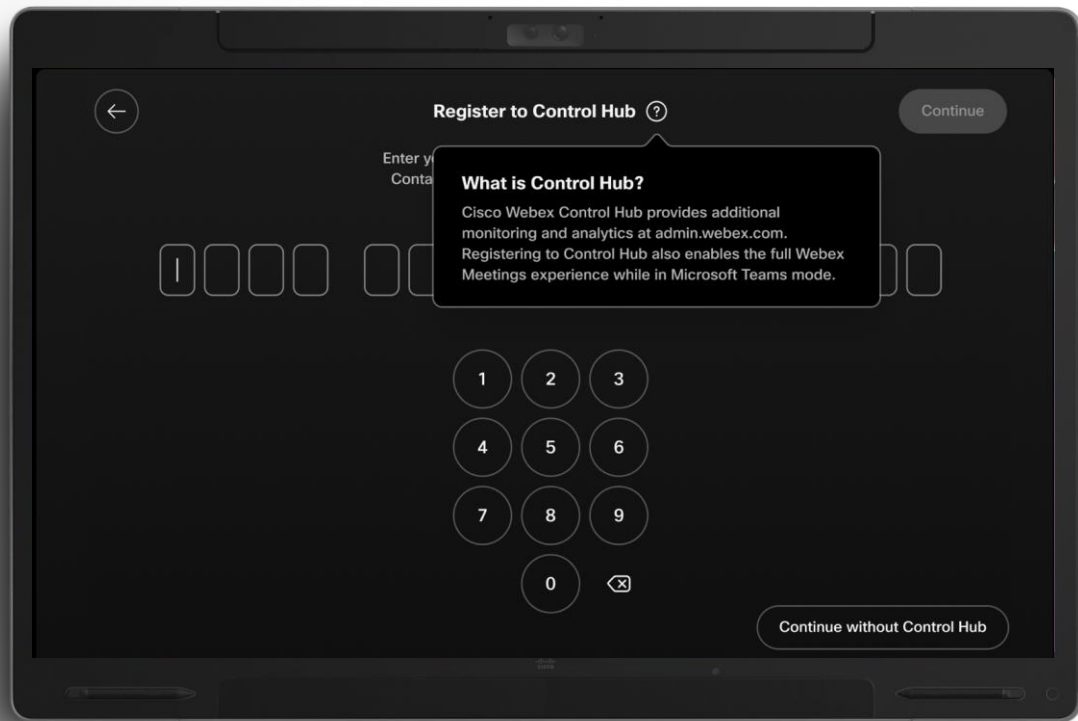 Register to Control Hub ?
Continue
Enter
Conta
What is Control Hub?
Cisco Webex Control Hub provides additional
monitoring and analytics at admin.webex.com.
Registering to Control Hub also enables the full Webex
Meetings experience while in Microsoft Teams mode.
1 2 3
4 5 6
7 8 9
0
Continue without Control Hub
CISCO